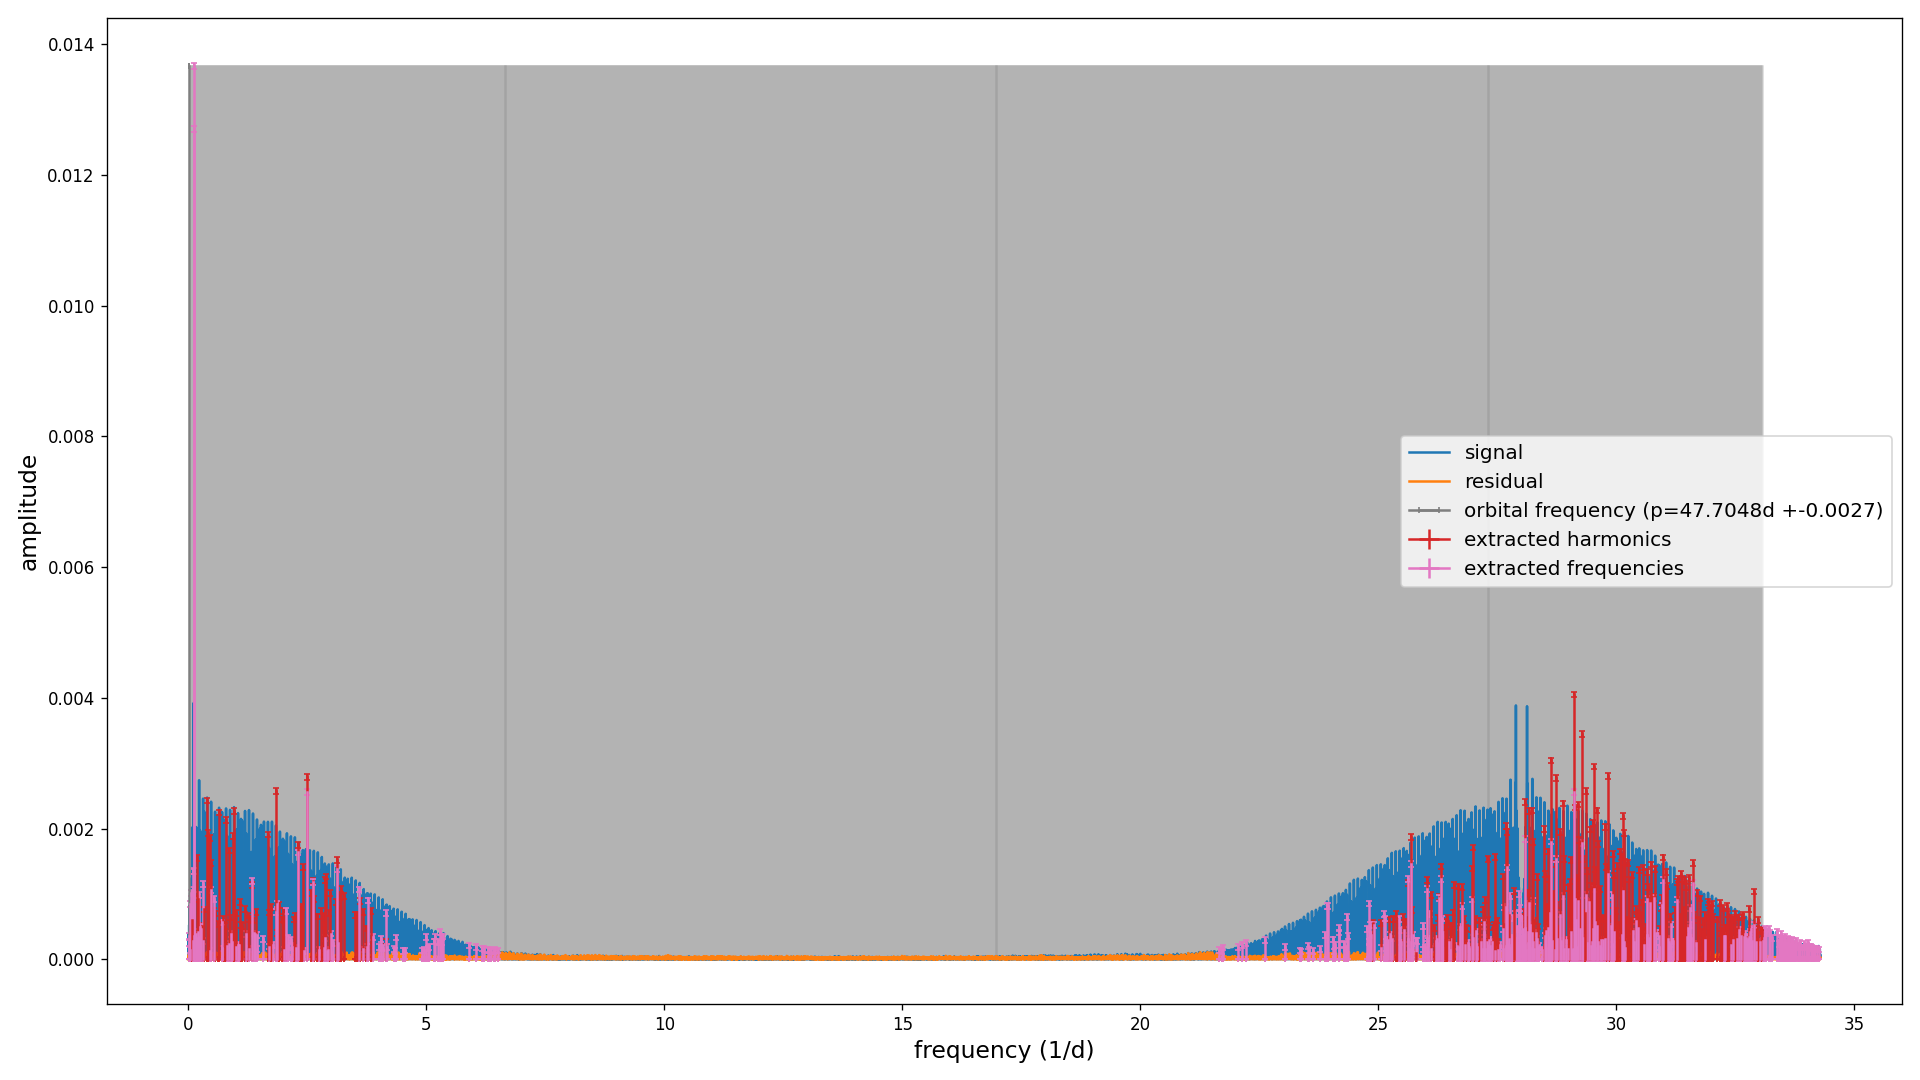 0.014
0.012
0.010
0.008
0.006
0.004
0.002
0.000
amplitude
signal
residual
orbital frequency (p=47.7048d +-0.0027)
extracted harmonics
extracted frequencies
0 5 10 15 20 25 30 35
frequency (1/d)